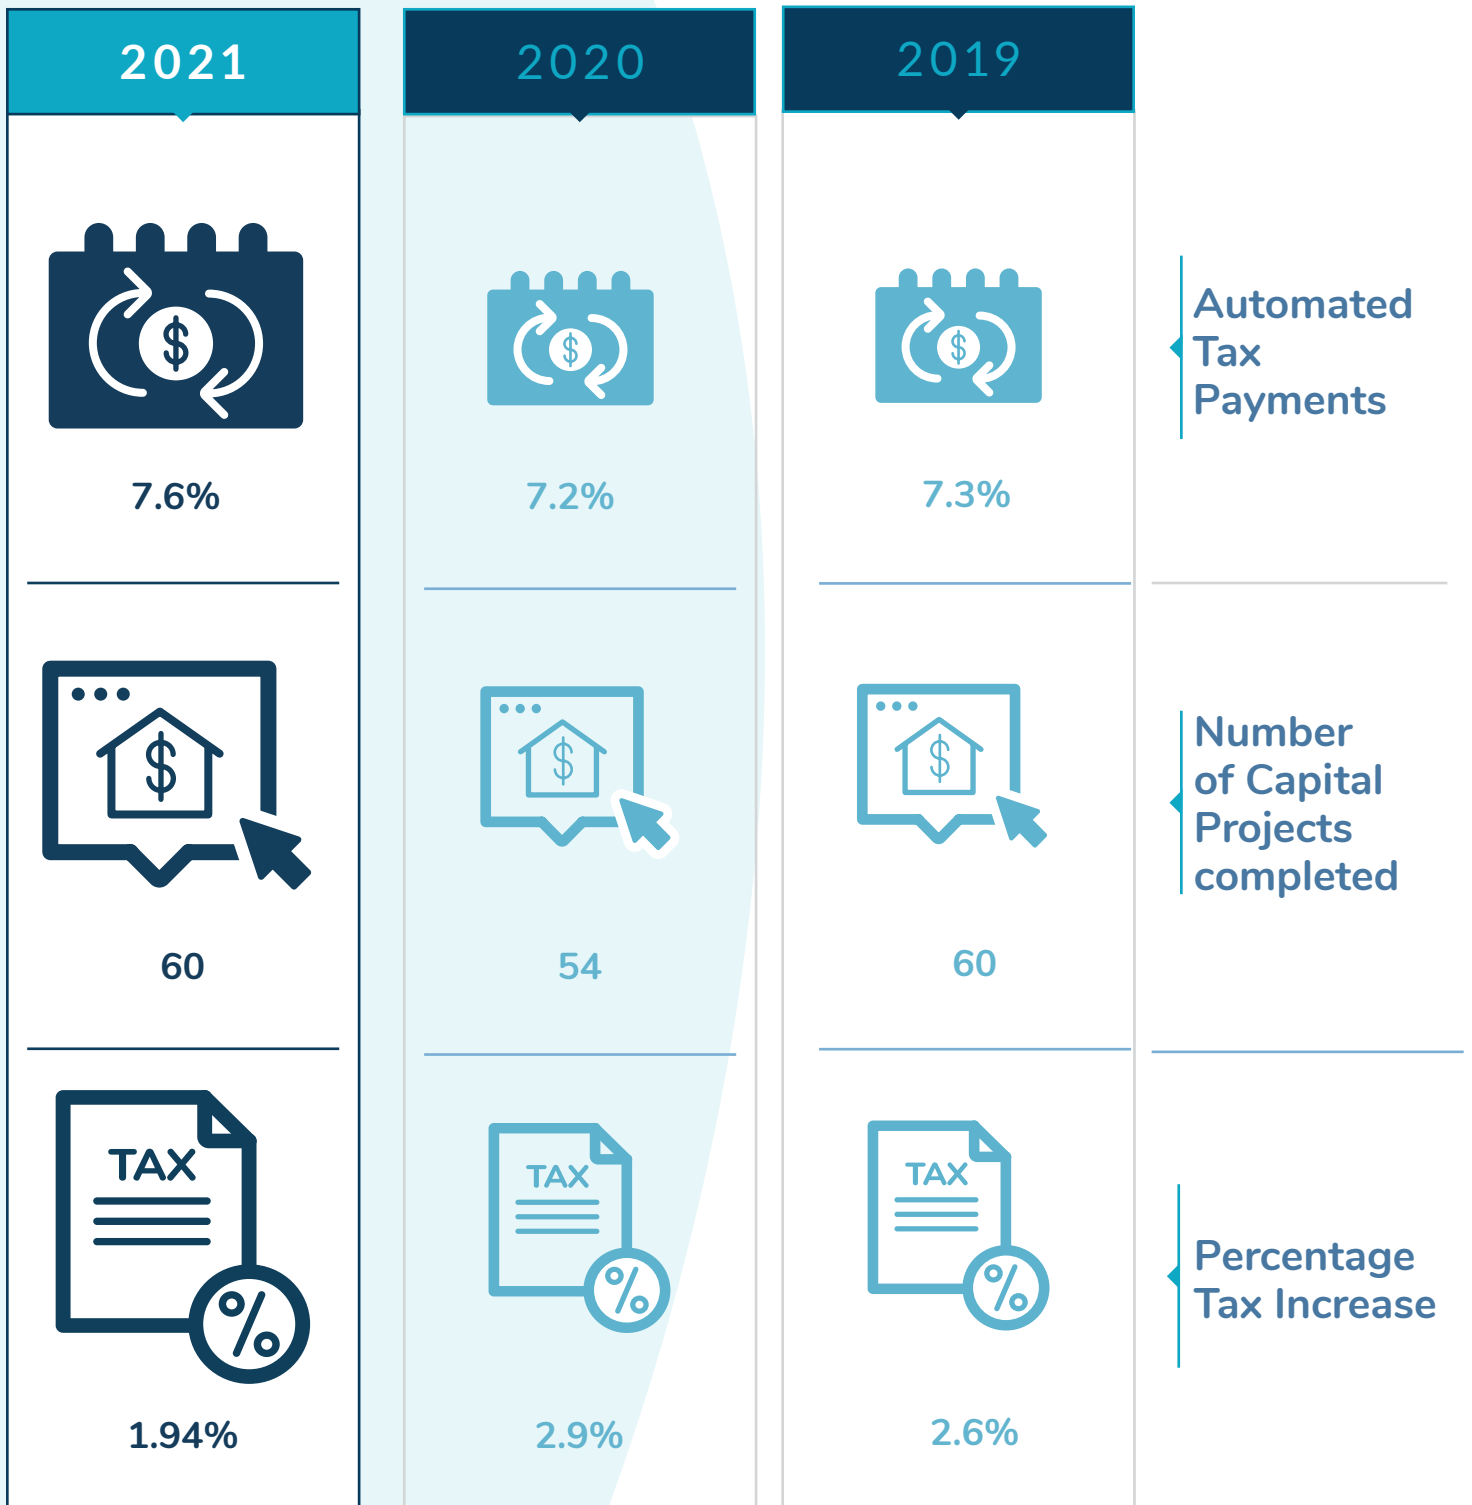 2021
2020
2019
$
$
$
Automated
Tax
Payments
7.6%
7.2%
7.3%
$
$
$
Number
of Capital
Projects
completed
60
54
60
TAX
%
TAX
%
TAX
%
Percentage
Tax Increase
1.94%
2.9%
2.6%